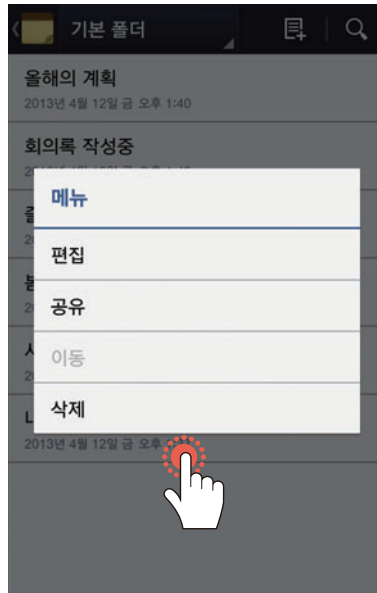 기본 폴더
올해의 계획
2013년 4월 12일 금 오후 1:40
회의록 작성중
메뉴
편집
공유
이동
삭제
2013년 4월 12일 금 오후